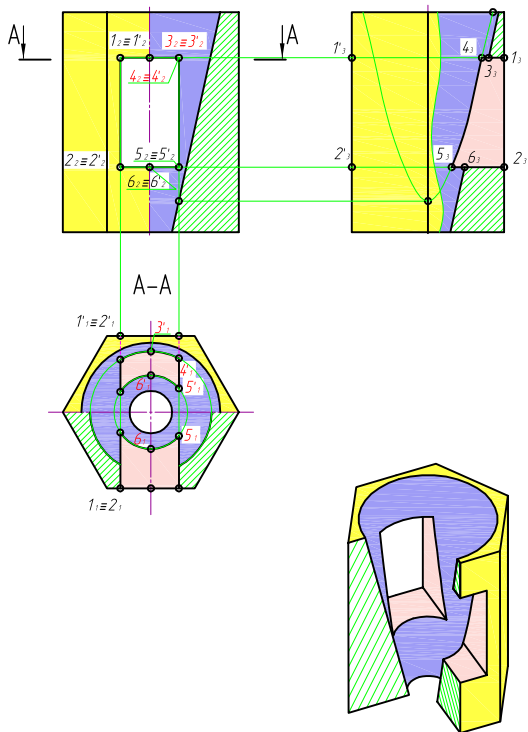 A A
1₂≡1'₂ 3₂≡3'₂ 1'₃ 4₃ 1₃
4₂≡4'₂ 3₃
2₂≡2'₂ 5₂≡5'₂ 2'₃ 5₃ 6₃ 2₃
6₂≡6'₂
A–A
1'₁≡2'₁ 3'₁
4'₁
6'₁ 5'₁
6₁ 5₁
1₁≡2₁